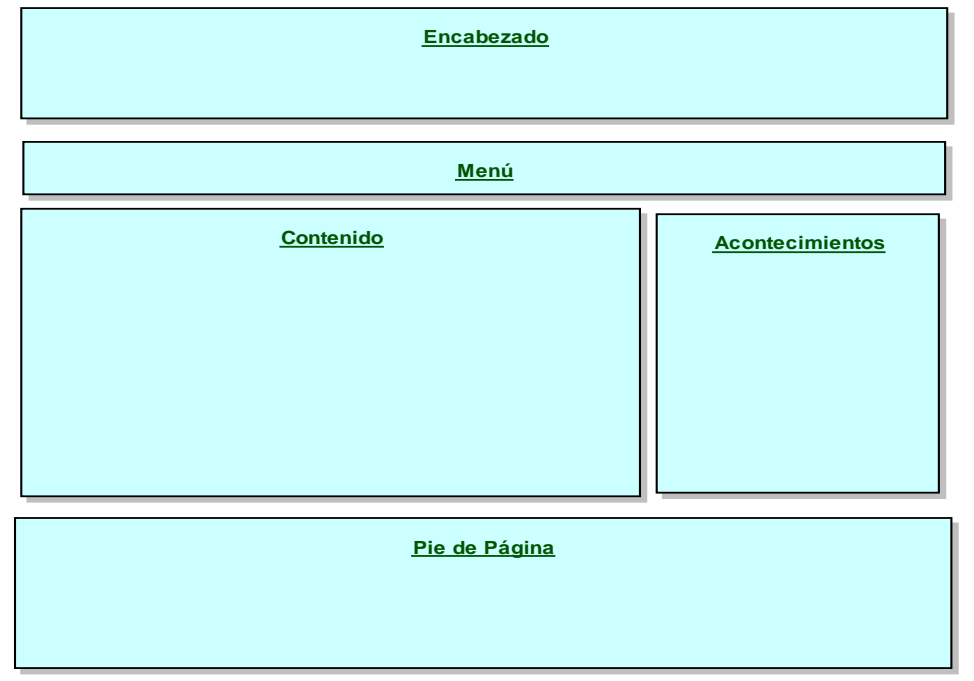 Encabezado
Menú
Contenido
Acontecimientos
Pie de Página